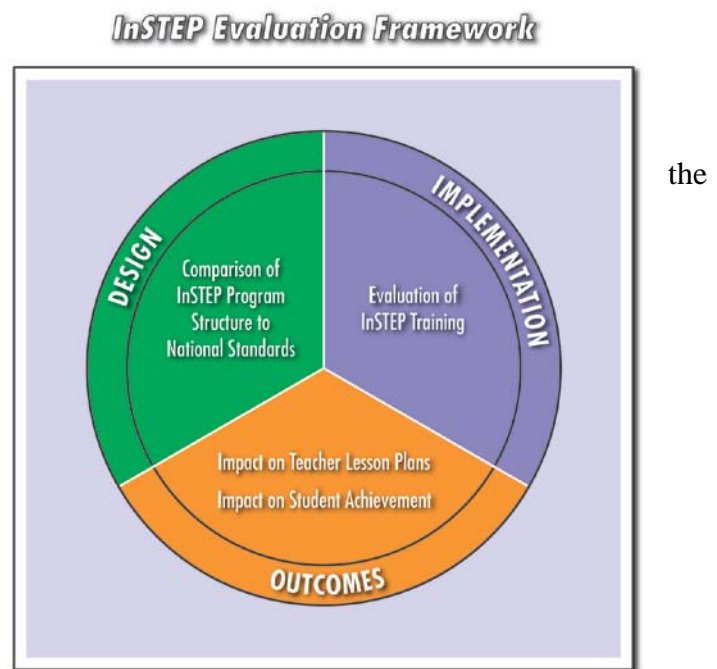 InSTEP Evaluation Framework
the
DESIGN
Comparison of
InSTEP Program
Structure to
National Standards
IMPLEMENTATION
Evaluation of
InSTEP Training
Impact on Teacher Lesson Plans
Impact on Student Achievement
OUTCOMES